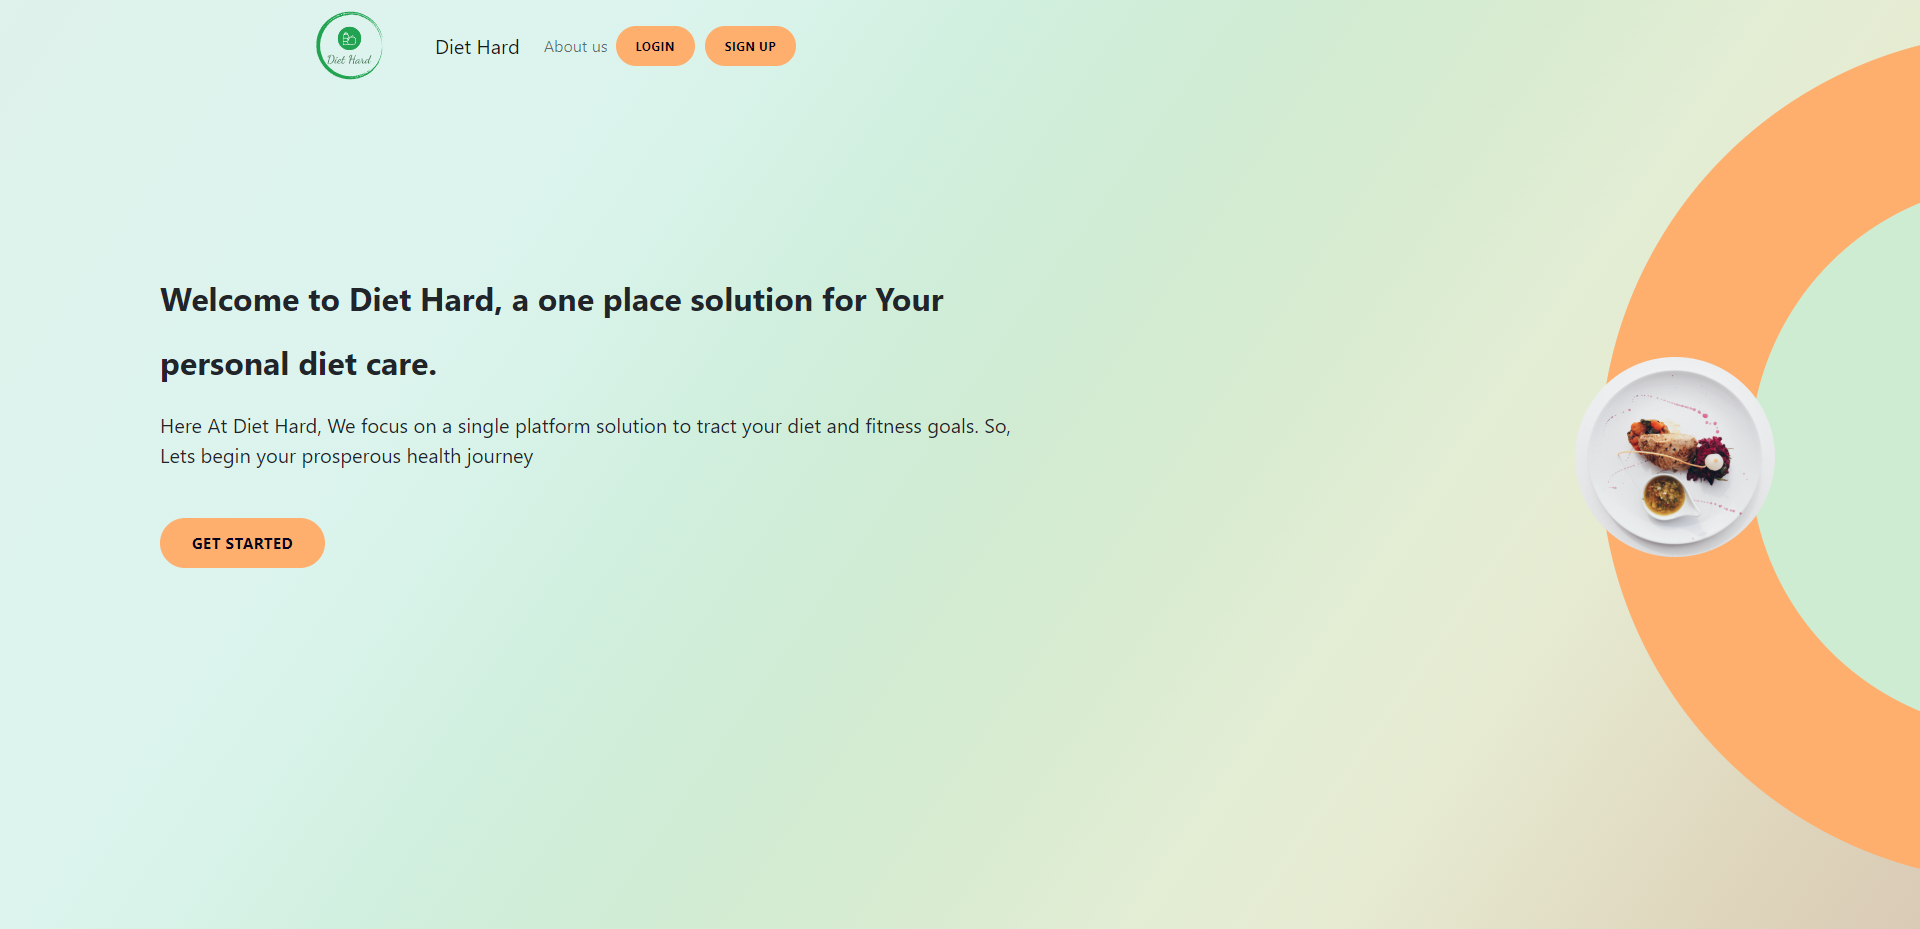 Diet Hard
Diet Hard
About us
LOGIN
SIGN UP
Welcome to Diet Hard, a one place solution for Your
personal diet care.
Here At Diet Hard, We focus on a single platform solution to tract your diet and fitness goals. So,
Lets begin your prosperous health journey
GET STARTED